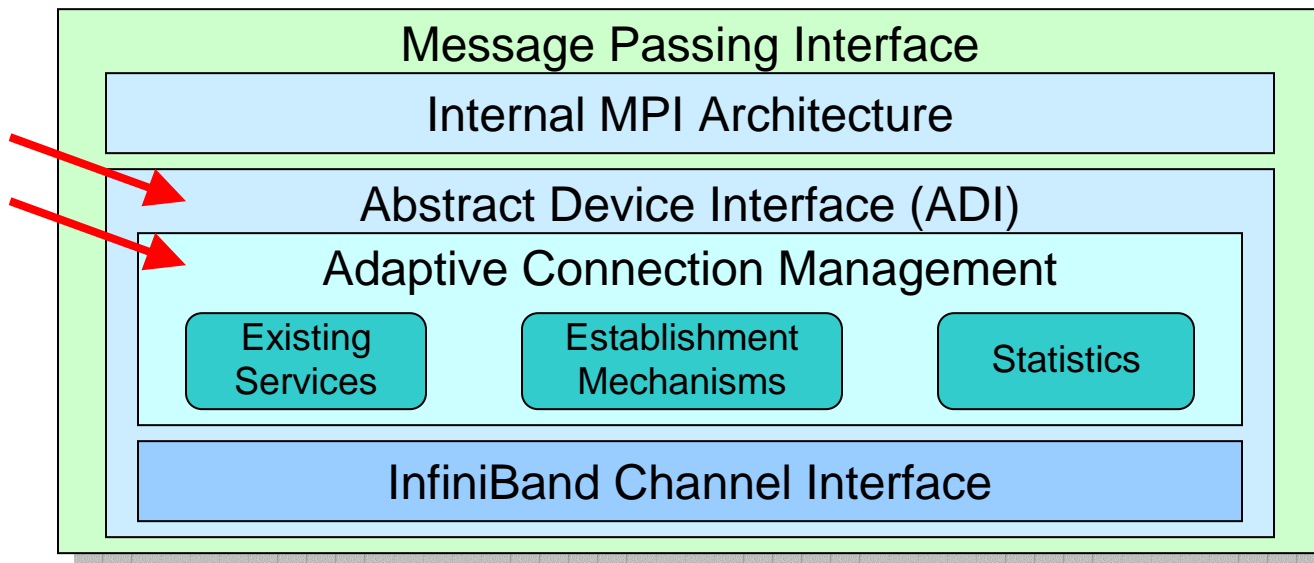 Message Passing Interface
Internal MPI Architecture
Abstract Device Interface (ADI)
Adaptive Connection Management
Existing
Services
Establishment
Mechanisms
Statistics
InfiniBand Channel Interface